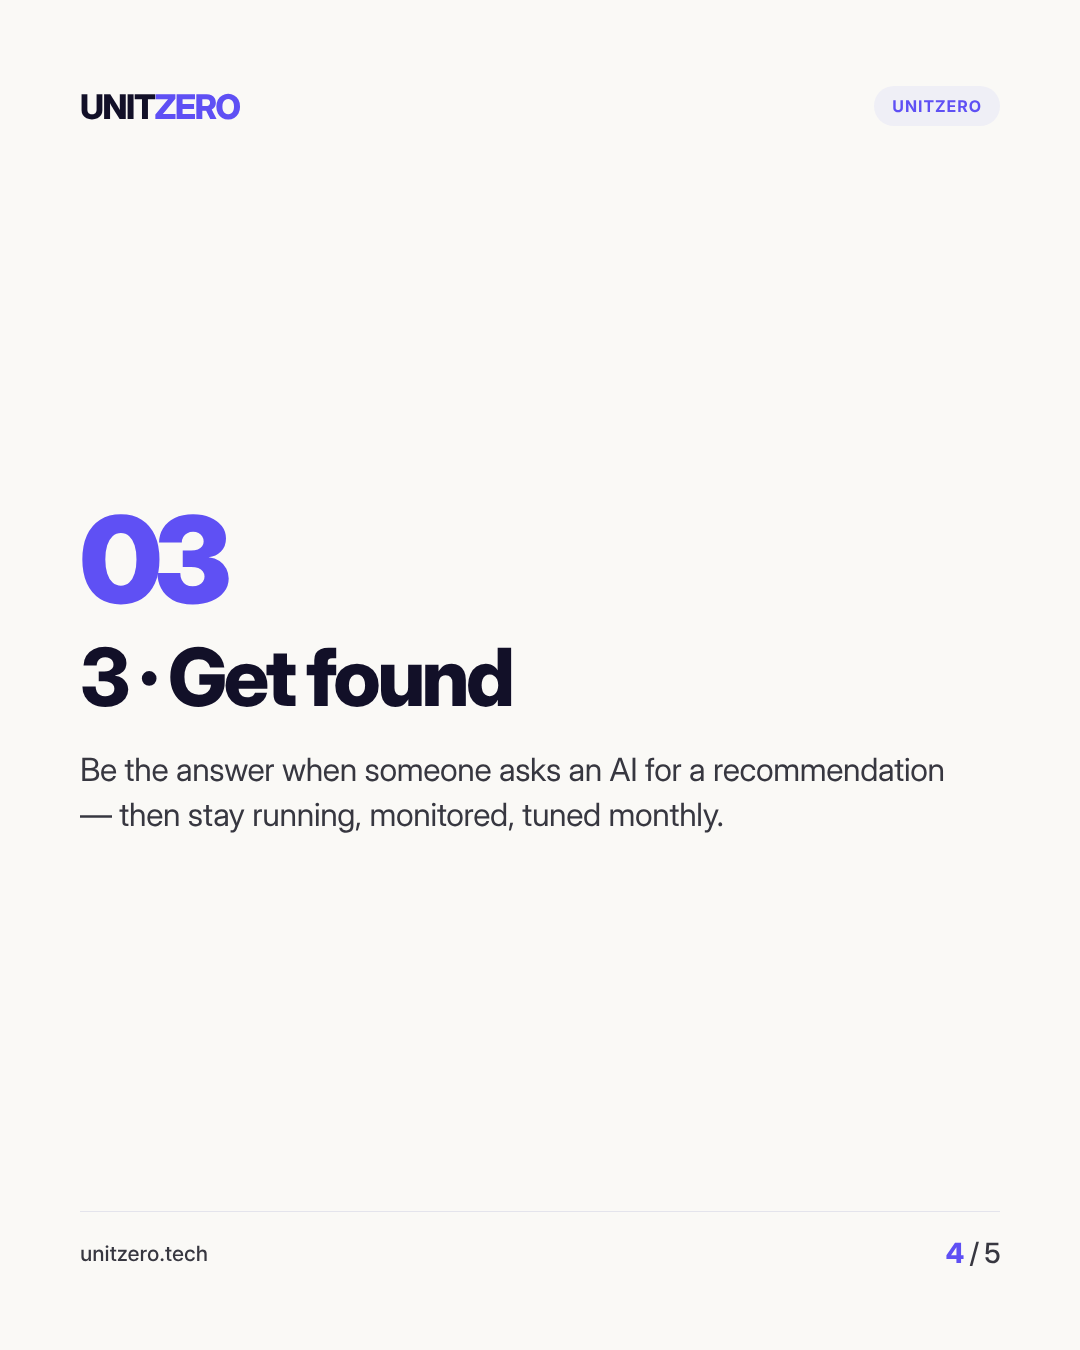 UNITZERO
UNITZERO
03
3 · Get found
Be the answer when someone asks an AI for a recommendation
— then stay running, monitored, tuned monthly.
unitzero.tech
4 / 5